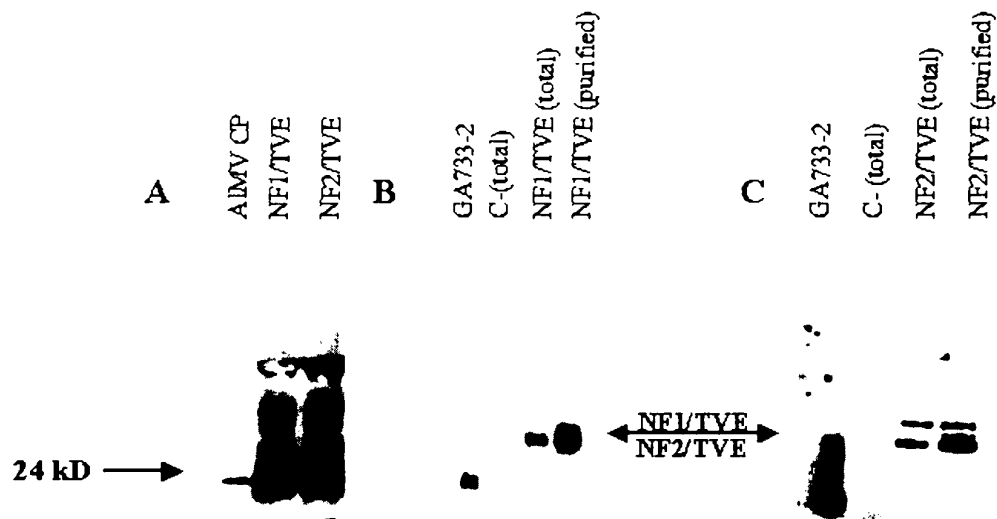 A
AlMV CP
NF1/TVE
NF2/TVE
B
GA733-2
C-(total)
NF1/TVE (total)
NF1/TVE (purified)
C
GA733-2
C- (total)
NF2/TVE (total)
NF2/TVE (purified)
NF1/TVE
NF2/TVE
24 kD